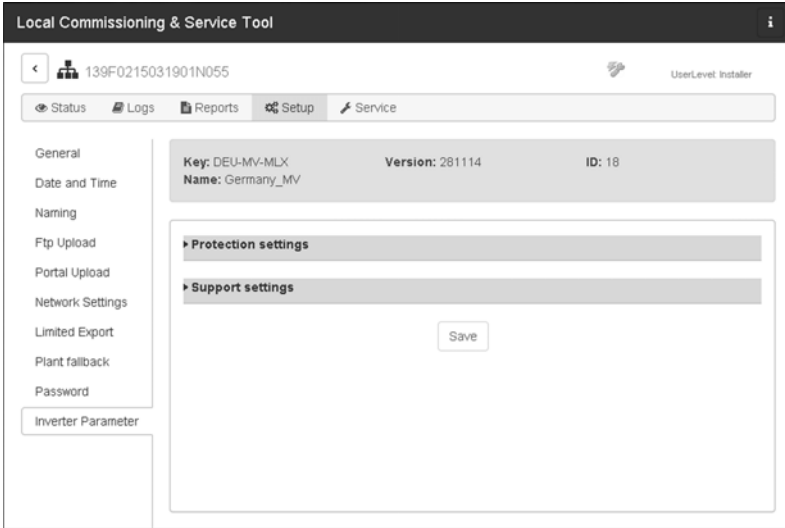 Local Commissioning & Service Tool
i
139F0215031901N055
UserLevel: Installer
Status Logs Reports Setup Service
General
Date and Time
Naming
Ftp Upload
Portal Upload
Network Settings
Limited Export
Plant fallback
Password
Inverter Parameter
Key: DEU-MV-MLX Version: 281114 ID: 18
Name: Germany_MV
Protection settings
Support settings
Save